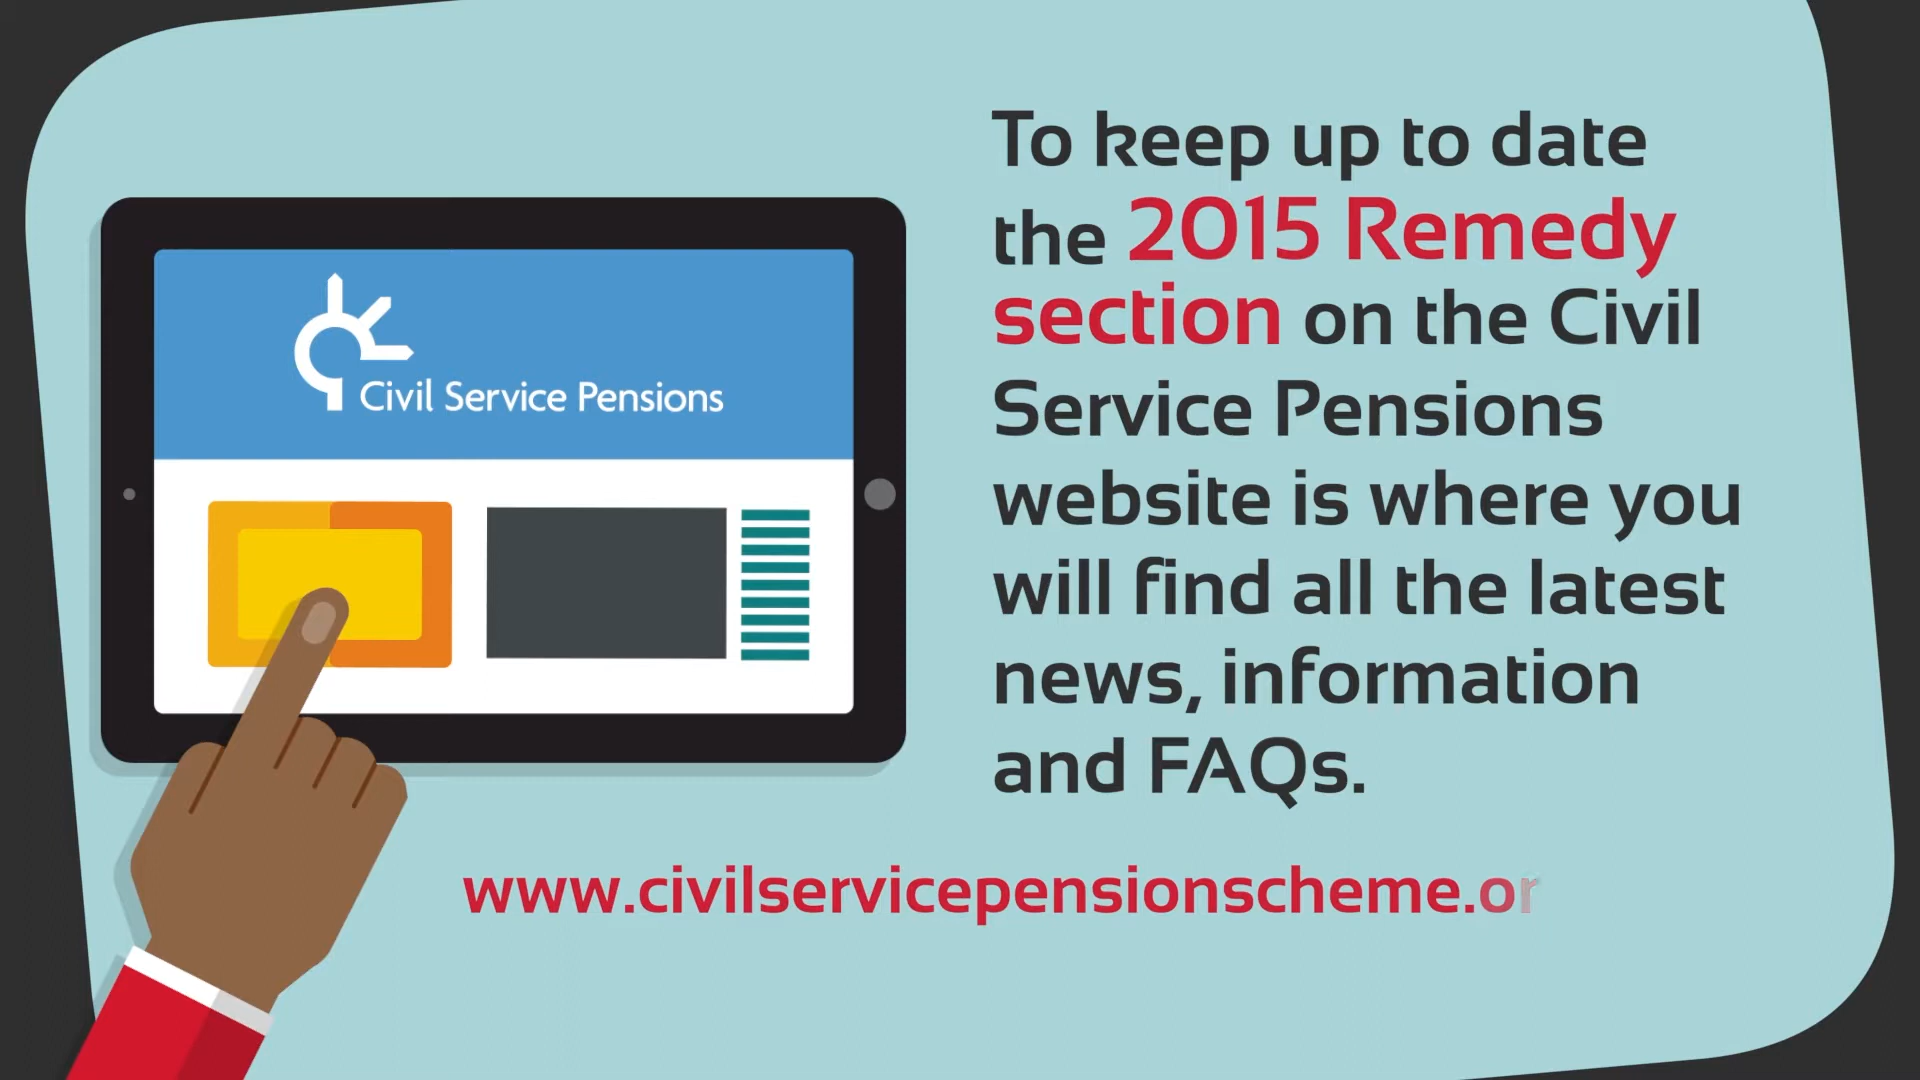 Civil Service Pensions
To keep up to date
the 2015 Remedy
section on the Civil
Service Pensions
website is where you
will find all the latest
news, information
and FAQs.
www.civilservicepensionscheme.or